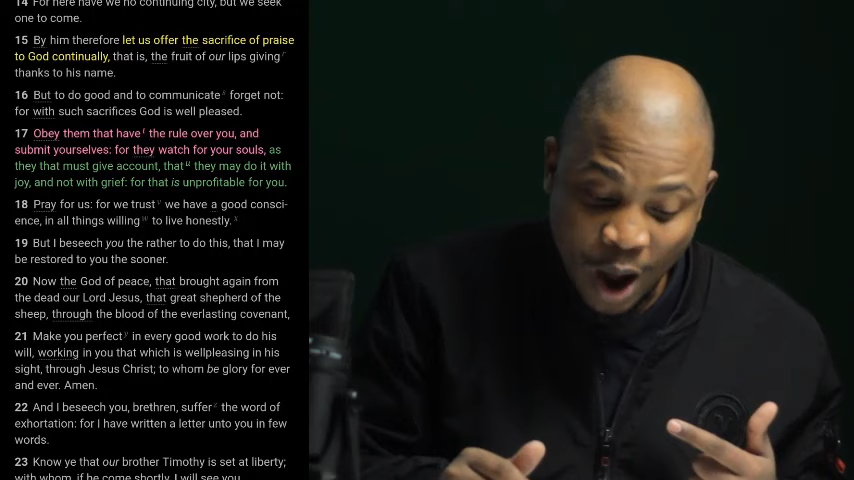 14 For here have we no continuing city, but we seek
one to come.
15 By him therefore let us offer the sacrifice of praise
to God continually, that is, the fruit of our lips giving r
thanks to his name.
16 But to do good and to communicate s forget not:
for with such sacrifices God is well pleased.
17 Obey them that have t the rule over you, and
submit yourselves: for they watch for your souls, as
they that must give account, that u they may do it with
joy, and not with grief: for that is unprofitable for you.
18 Pray for us: for we trust v we have a good consci-
ence, in all things willing w to live honestly. x
19 But I beseech you the rather to do this, that I may
be restored to you the sooner.
20 Now the God of peace, that brought again from
the dead our Lord Jesus, that great shepherd of the
sheep, through the blood of the everlasting covenant,
21 Make you perfect y in every good work to do his
will, working in you that which is wellpleasing in his
sight, through Jesus Christ; to whom be glory for ever
and ever. Amen.
22 And I beseech you, brethren, suffer z the word of
exhortation: for I have written a letter unto you in few
words.
23 Know ye that our brother Timothy is set at liberty;
with whom, if he come shortly, I will see you.